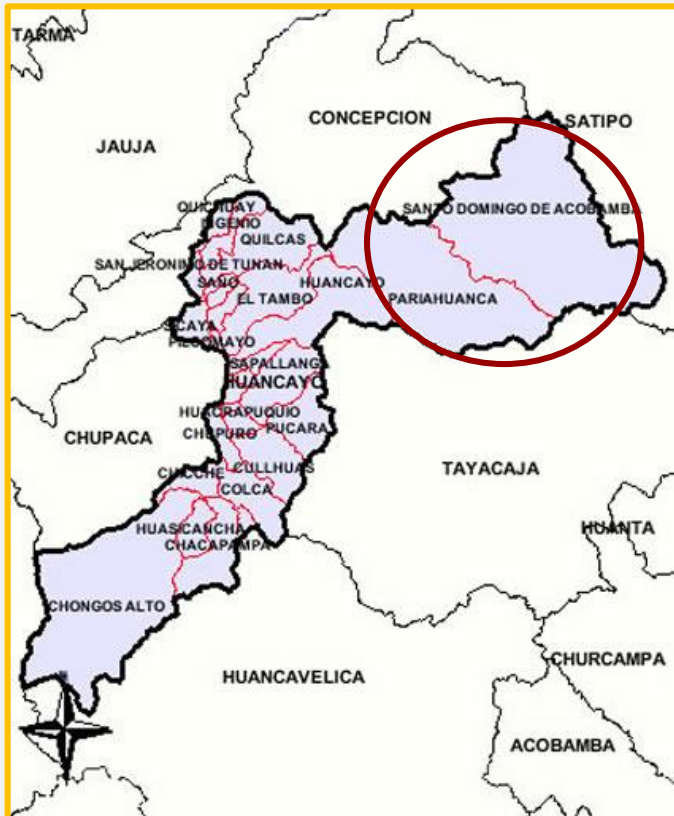 TARMA
CONCEPCION
SATIPO
JAUJA
QUICHUAY
INGENIO
SANTO DOMINGO DE ACOBAMBA
QUILCAS
SAN JERONIMO DE TUNAN
SAÑO
HUANCAYO
EL TAMBO
PARIAHUANCA
SICAYA
PILCOMAYO
SAPALLANGA
HUANCAYO
HUACRAPUQUIO
CHUPACA
CHUPURO
PUCARA
CULLHUAS
TAYACAJA
CHICCHE
COLCA
HUASICANCHA
HUANTA
CHACAPAMPA
CHONGOS ALTO
CHURCAMPA
HUANCAVELICA
ACOBAMBA